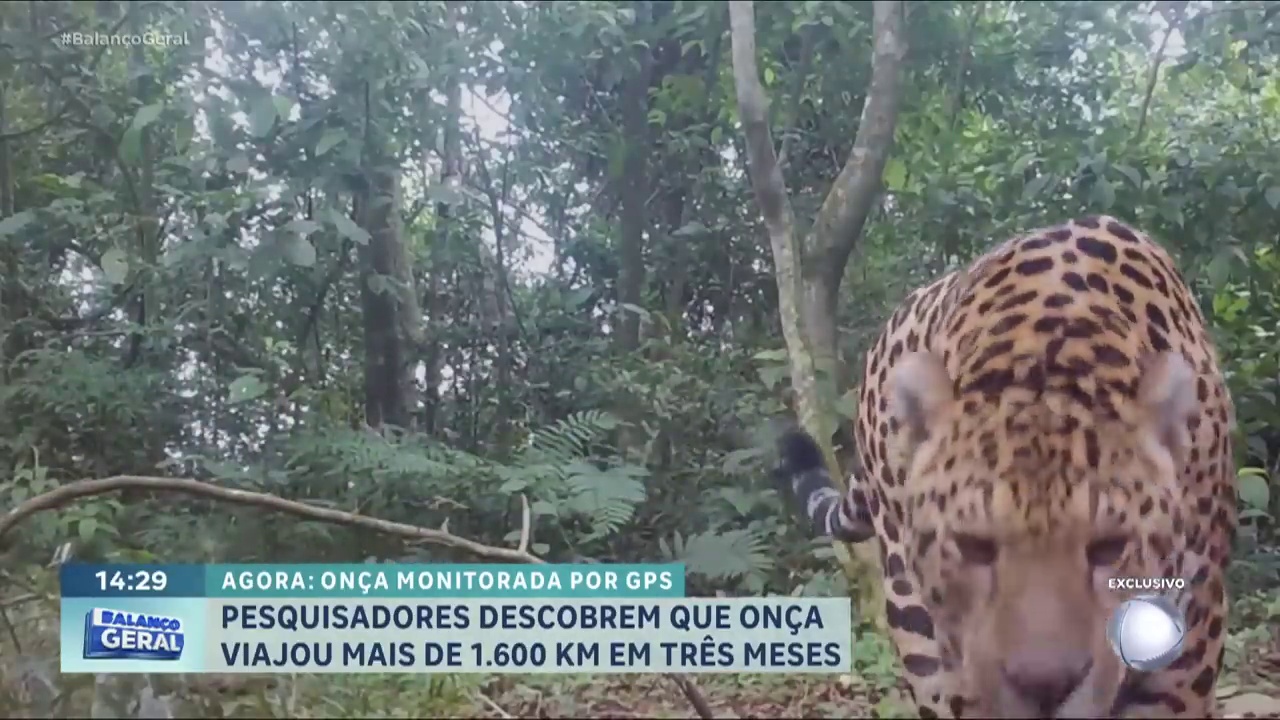 #BalançoGeral
14:29
AGORA: ONÇA MONITORADA POR GPS
BALANÇO
GERAL
PESQUISADORES DESCOBREM QUE ONÇA
VIAJOU MAIS DE 1.600 KM EM TRÊS MESES
EXCLUSIVO